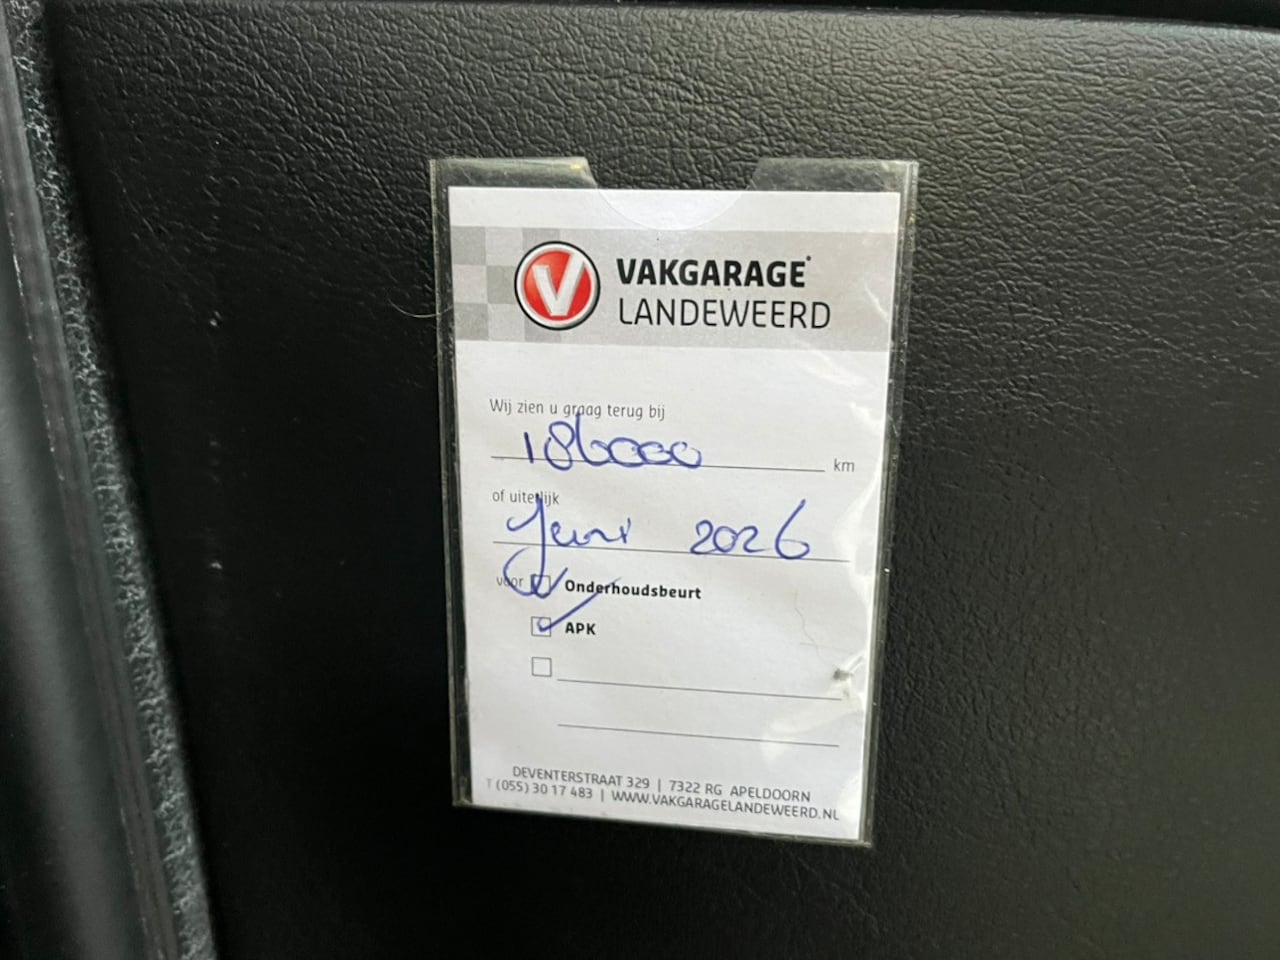 V VAKGARAGE
LANDEWEERD
Wij zien u graag terug bij
186000 km
of uiterlijk
Juni 2026
voor Onderhoudsbeurt
APK
DEVENTERSTRAAT 329 | 7322 RG APELDOORN
T (055) 30 17 483 | WWW.VAKGARAGELANDEWEERD.NL